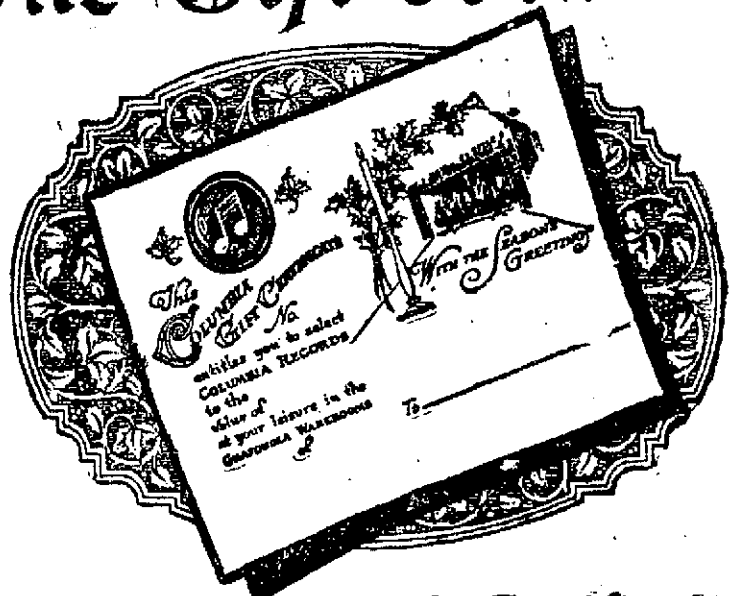 Gift
This
COLUMBIA
GIFT CERTIFICATE
No.
entitles you to select
COLUMBIA RECORDS
to the
value of
at your leisure in the
GRAFONOLA WAREROOMS
of
WITH THE SEASON'S
GREETINGS
To